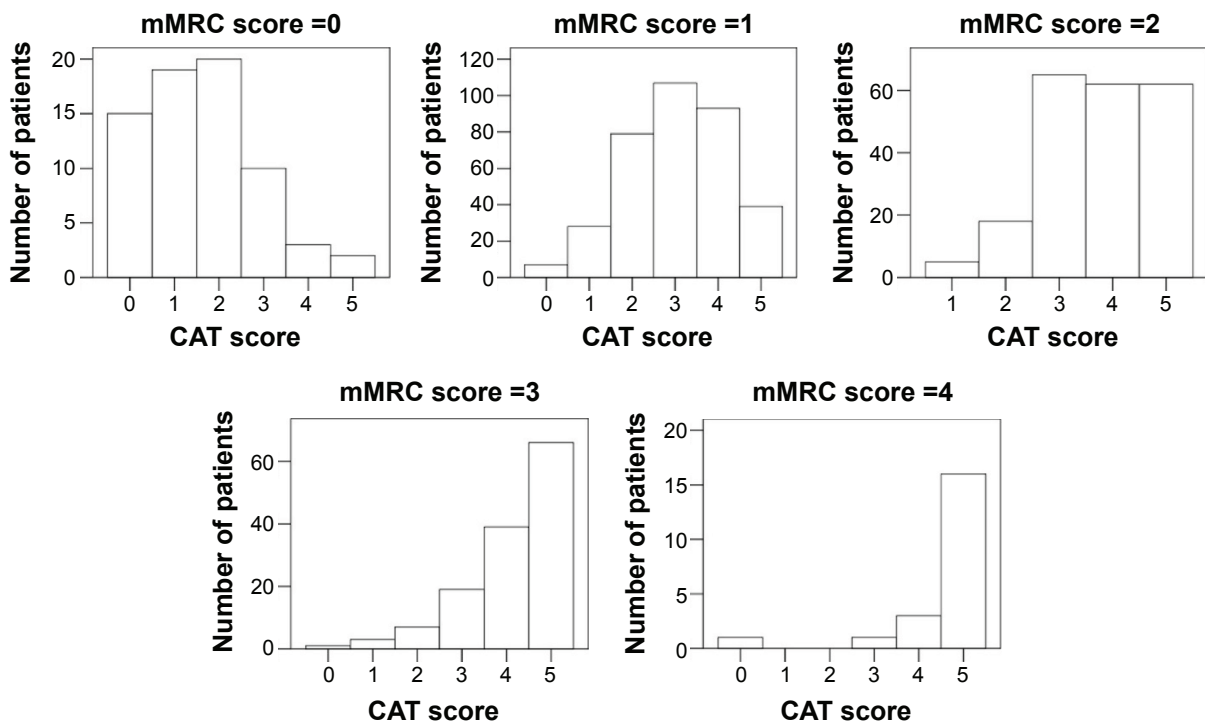 mMRC score =0
Number of patients
20
15
10
5
0
0 1 2 3 4 5
CAT score
mMRC score =1
Number of patients
120
100
80
60
40
20
0
0 1 2 3 4 5
CAT score
mMRC score =2
Number of patients
60
40
20
0
1 2 3 4 5
CAT score
mMRC score =3
Number of patients
60
40
20
0
0 1 2 3 4 5
CAT score
mMRC score =4
Number of patients
20
15
10
5
0
0 1 2 3 4 5
CAT score